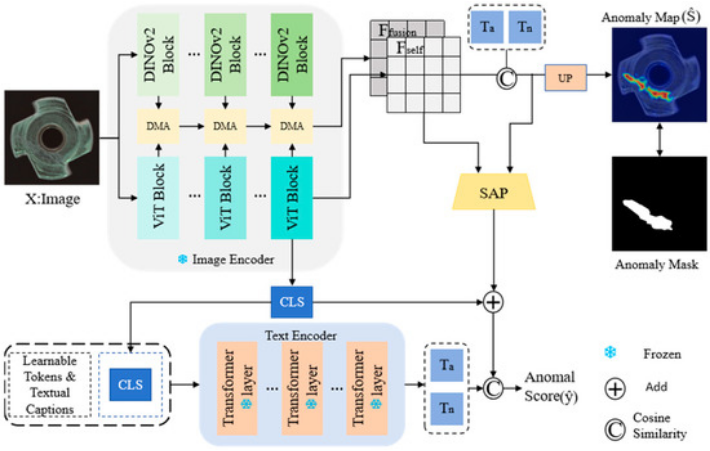 DINOv2
Block
DINOv2
Block
DINOv2
Block
...
...
DMA
DMA
DMA
ViT Block
ViT Block
ViT Block
...
...
Image Encoder
X:Image
Ffusion
Fself
Ta
Tn
C
UP
Anomaly Map(Ŝ)
SAP
Anomaly Mask
CLS
Learnable
Tokens &
Textual
Captions
CLS
Text Encoder
Transformer
layer
...
Transformer
layer
...
Transformer
layer
Ta
Tn
C
Anomal
Score(ŷ)
Frozen
Add
C
Cosine
Similarity